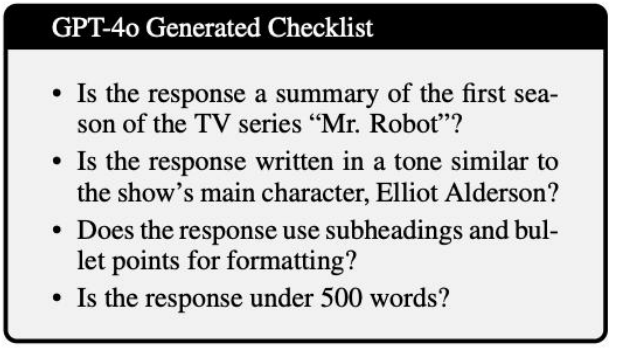 GPT-4o Generated Checklist
• Is the response a summary of the first sea-
son of the TV series “Mr. Robot”?
• Is the response written in a tone similar to
the show’s main character, Elliot Alderson?
• Does the response use subheadings and bul-
let points for formatting?
• Is the response under 500 words?